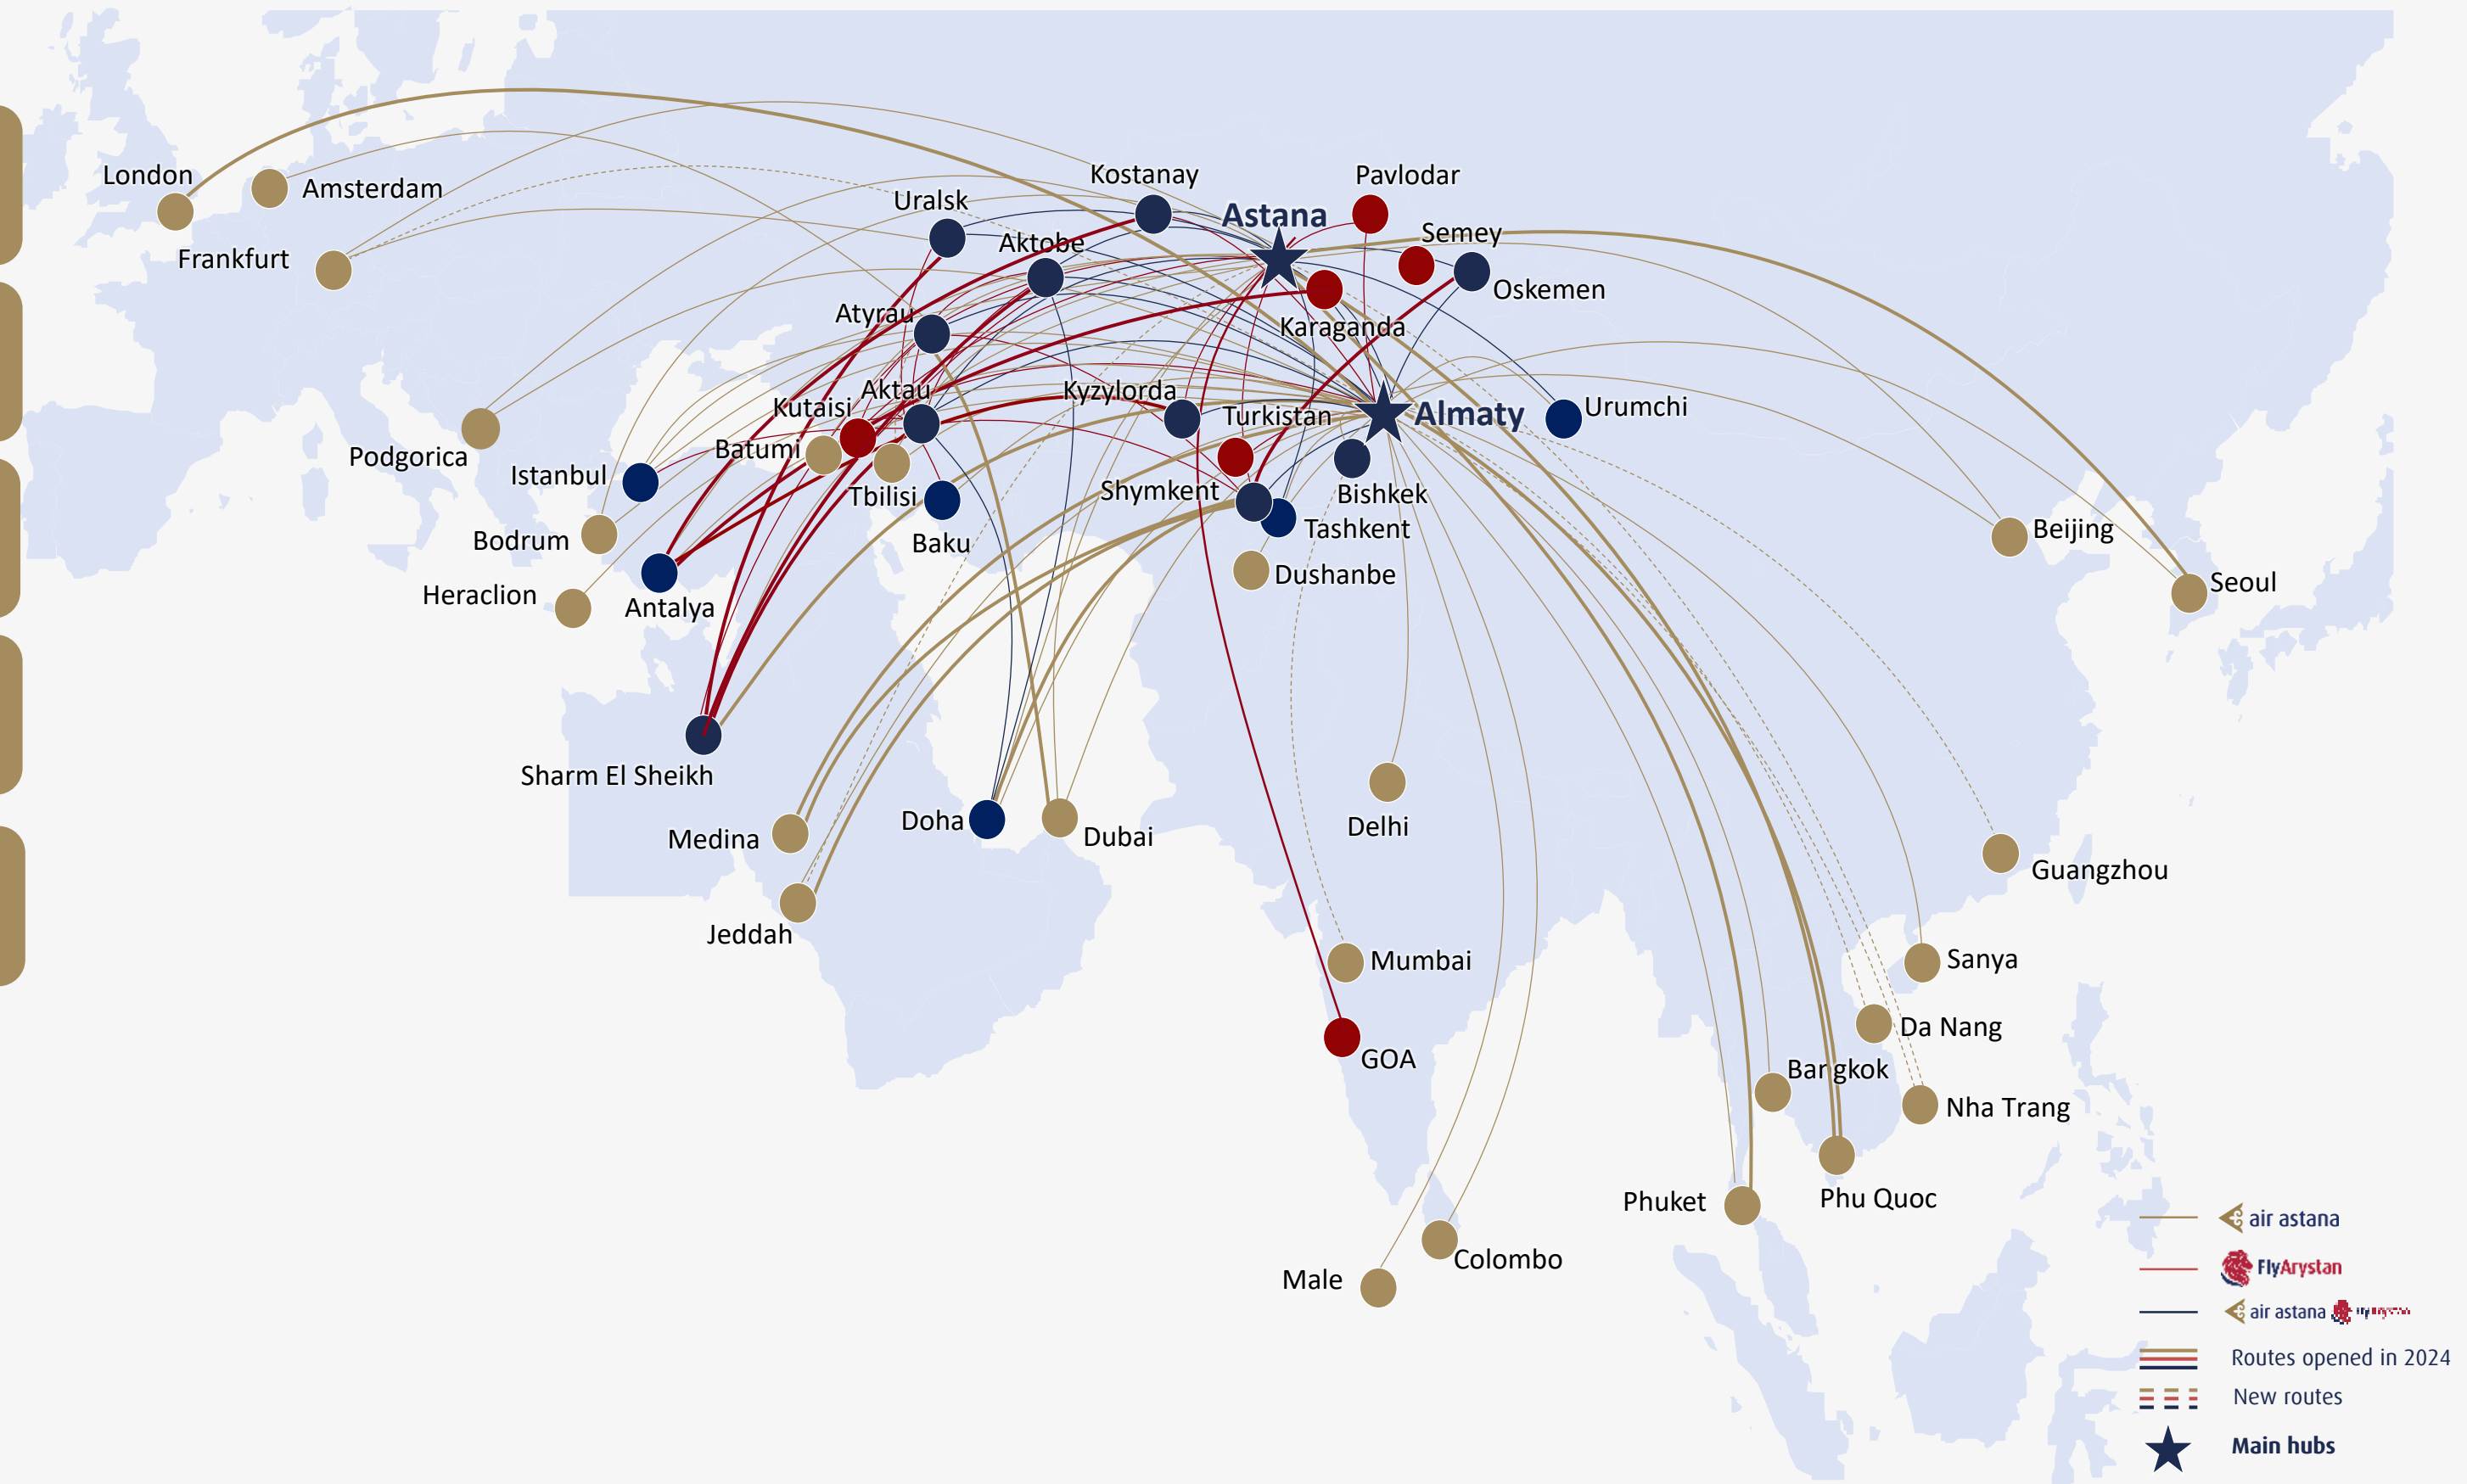 London
Amsterdam
Frankfurt
Uralsk
Kostanay
Astana
Pavlodar
Aktobe
Semey
Oskemen
Atyrau
Karaganda
Aktau
Kyzylorda
Kutaisi
Turkistan
Almaty
Urumchi
Batumi
Podgorica
Istanbul
Tbilisi
Shymkent
Bishkek
Tashkent
Bodrum
Baku
Beijing
Dushanbe
Seoul
Heraclion
Antalya
Sharm El Sheikh
Medina
Doha
Dubai
Delhi
Guangzhou
Jeddah
Mumbai
Sanya
Da Nang
GOA
Bangkok
Nha Trang
Phuket
Phu Quoc
Colombo
Male
air astana
FlyArystan
air astana
Routes opened in 2024
New routes
Main hubs